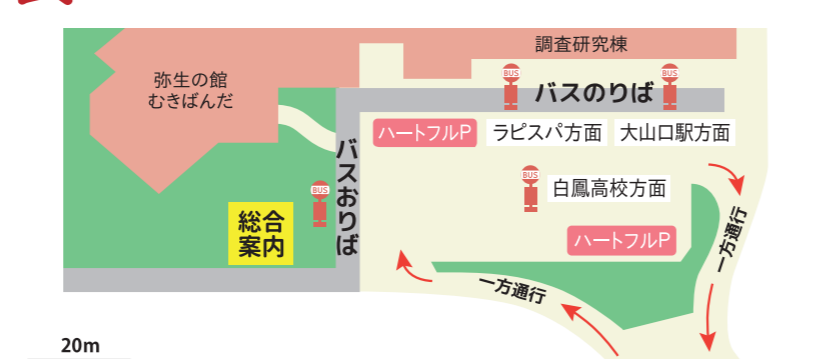 調査研究棟
弥生の館
むきばんだ
BUS
BUS
バスのりば
ハートフルP
ラピスパ方面
大山口駅方面
バスおりば
BUS
白鳳高校方面
BUS
総合
案内
ハートフルP
一方通行
一方通行
20m